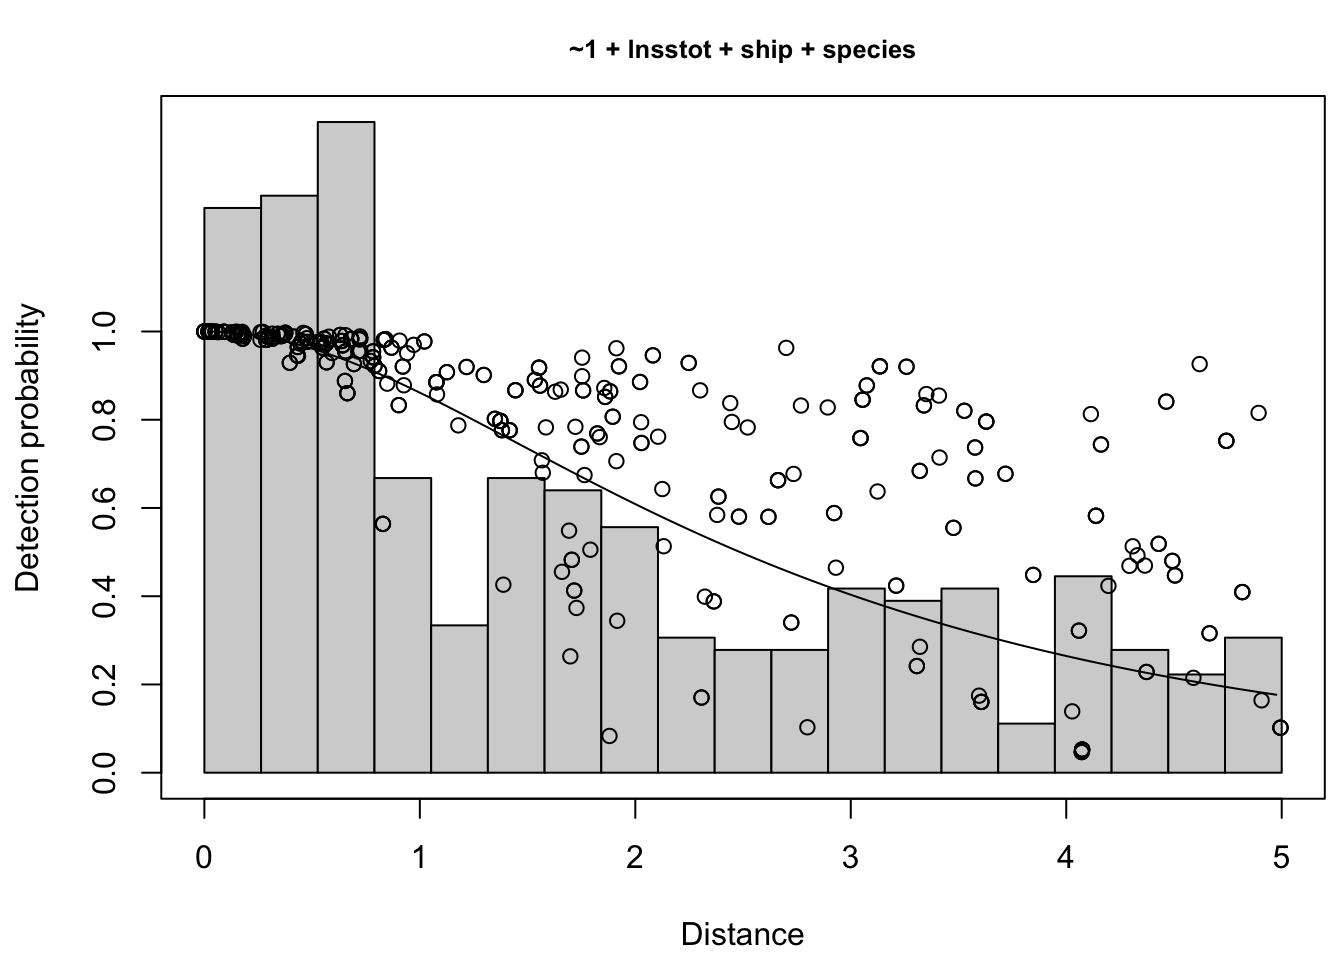 ~1 + lnsstot + ship + species
Detection probability
1.0
0.8
0.6
0.4
0.2
0.0
0 1 2 3 4 5
Distance